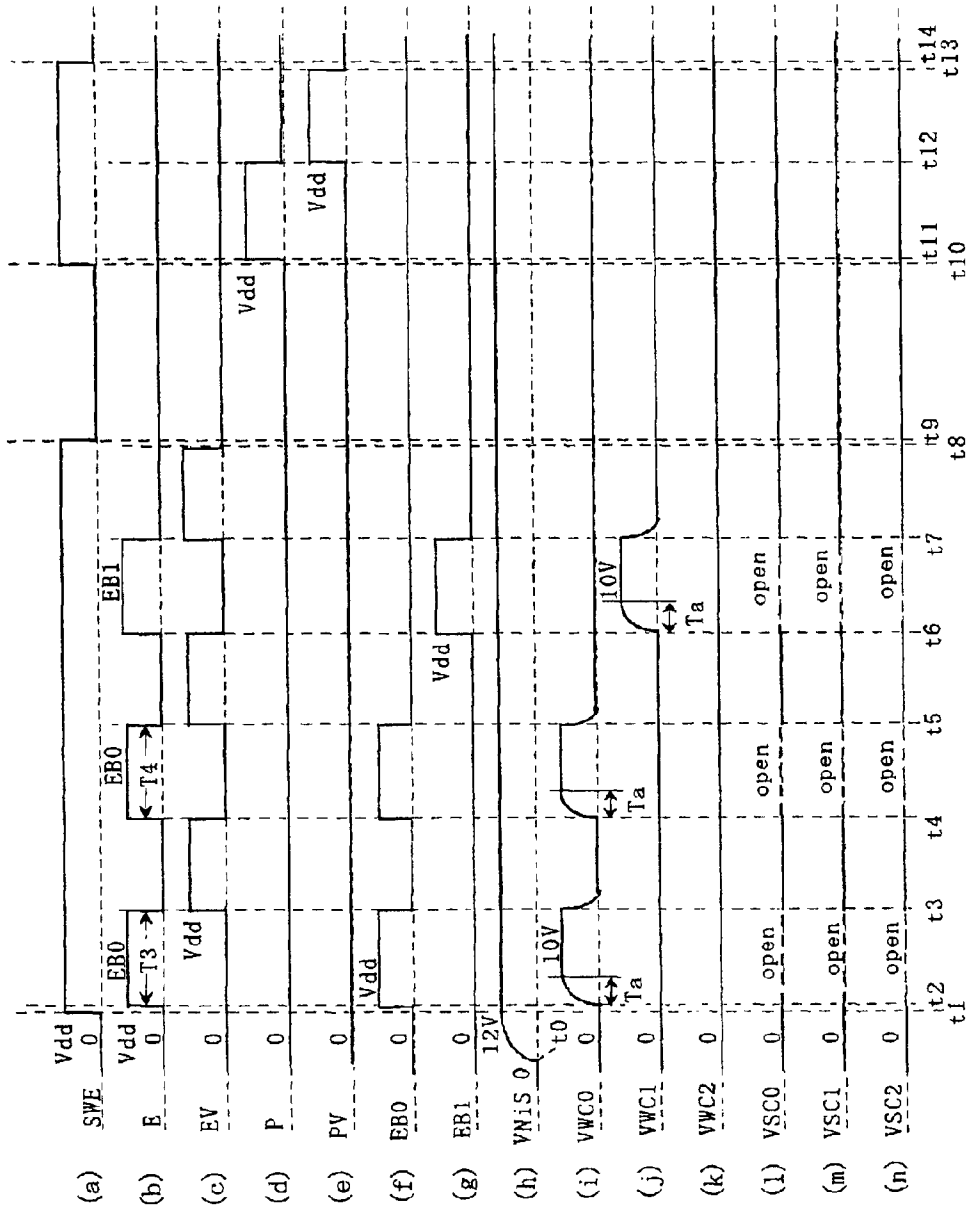 (a) SWE Vdd 0
(b) E Vdd 0 EB0 T3 EB0 T4 EB1
(c) EV 0 Vdd
(d) P 0 Vdd
(e) PV 0 Vdd
(f) EB0 0 Vdd
(g) EB1 0 Vdd
(h) VNiS 0 12V t0
(i) VWC0 0 10V Ta Ta
(j) VWC1 0 10V Ta
(k) VWC2 0
(l) VSC0 0 open open open
(m) VSC1 0 open open open
(n) VSC2 0 open open open
t1 t2 t3 t4 t5 t6 t7 t8 t9 t10 t11 t12 t13 t14